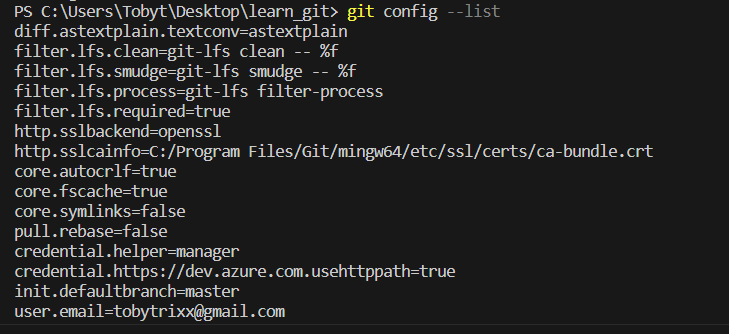 PS C:\Users\Tobyt\Desktop\learn_git> git config --list
diff.astextplain.textconv=astextplain
filter.lfs.clean=git-lfs clean -- %f
filter.lfs.smudge=git-lfs smudge -- %f
filter.lfs.process=git-lfs filter-process
filter.lfs.required=true
http.sslbackend=openssl
http.sslcainfo=C:/Program Files/Git/mingw64/etc/ssl/certs/ca-bundle.crt
core.autocrlf=true
core.fscache=true
core.symlinks=false
pull.rebase=false
credential.helper=manager
credential.https://dev.azure.com.usehttppath=true
init.defaultbranch=master
user.email=tobytrixx@gmail.com